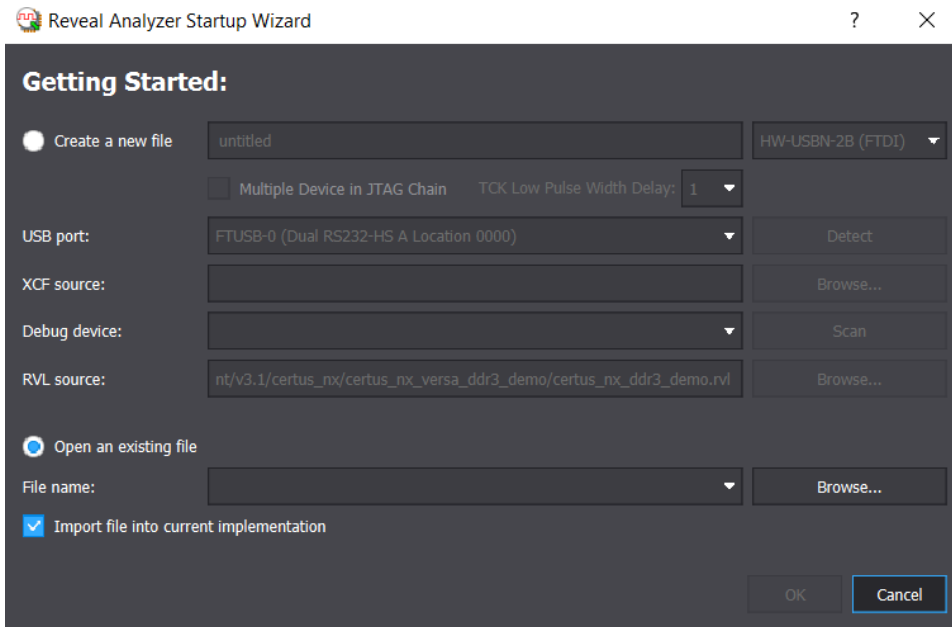 Reveal Analyzer Startup Wizard
Getting Started:
Create a new file untitled HW-USBN-2B (FTDI)
Multiple Device in JTAG Chain TCK Low Pulse Width Delay: 1
USB port: FTUSB-0 (Dual RS232-HS A Location 0000) Detect
XCF source: Browse...
Debug device: Scan
RVL source: nt/v3.1/certus_nx/certus_nx_versa_ddr3_demo/certus_nx_ddr3_demo.rvl Browse...
Open an existing file
File name: Browse...
Import file into current implementation
OK Cancel